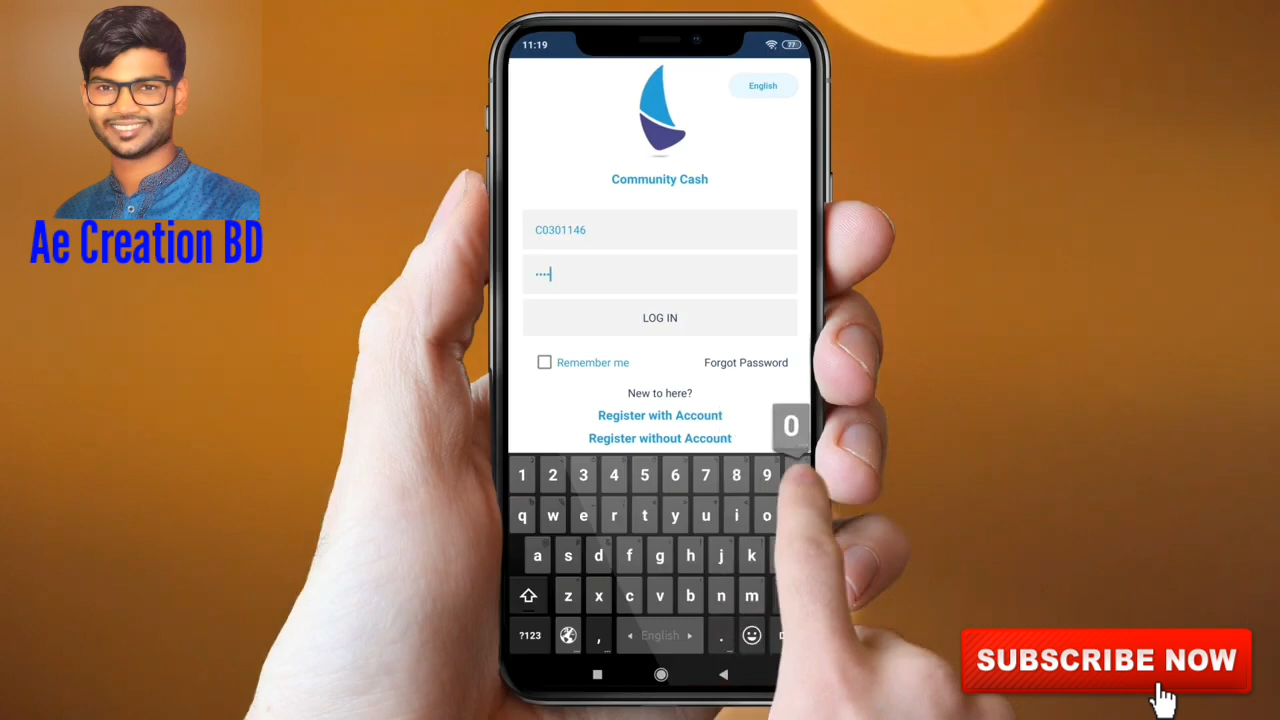 Ae Creation BD
11:19
77
English
Community Cash
C0301146
····
LOG IN
Remember me
Forgot Password
New to here?
Register with Account
Register without Account
0
1 2 3 4 5 6 7 8 9
q w e r t y u i o
a s d f g h j k
z x c v b n m
?123 , English .
SUBSCRIBE NOW